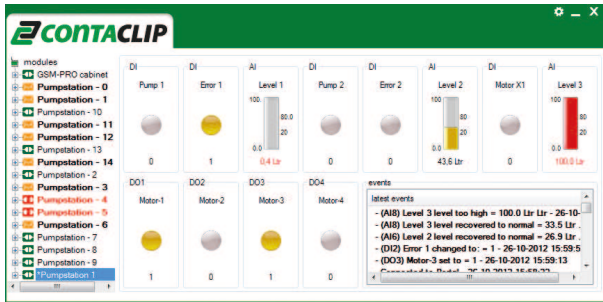 CONTACLIP
modules
GSM-PRO cabinet
Pumpstation - 0
Pumpstation - 1
Pumpstation - 10
Pumpstation - 11
Pumpstation - 12
Pumpstation - 13
Pumpstation - 14
Pumpstation - 2
Pumpstation - 3
Pumpstation - 4
Pumpstation - 5
Pumpstation - 6
Pumpstation - 7
Pumpstation - 8
Pumpstation - 9
*Pumpstation 1
DI DI AI DI DI AI DI AI
Pump 1 Error 1 Level 1 Pump 2 Error 2 Level 2 Motor X1 Level 3
100. 100. 100.
80.0 80.0 80
20 20 20
0.0 0.0 0.0
0 1 0,4 Ltr 0 0 43,6 Ltr 0 100,0 Ltr
DO1 DO2 DO3 DO4
Motor-1 Motor-2 Motor-3 Motor-4
1 0 1 0
events
latest events
- (AI8) Level 3 level too high = 100.0 Ltr Ltr - 26-10-
- (AI8) Level 3 level recovered to normal = 33.5 Ltr .
- (AI6) Level 2 level recovered to normal = 26.9 Ltr .
- (DI2) Error 1 changed to: = 1 - 26-10-2012 15:59:5
- (DO3) Motor-3 set to = 1 - 26-10-2012 15:59:13